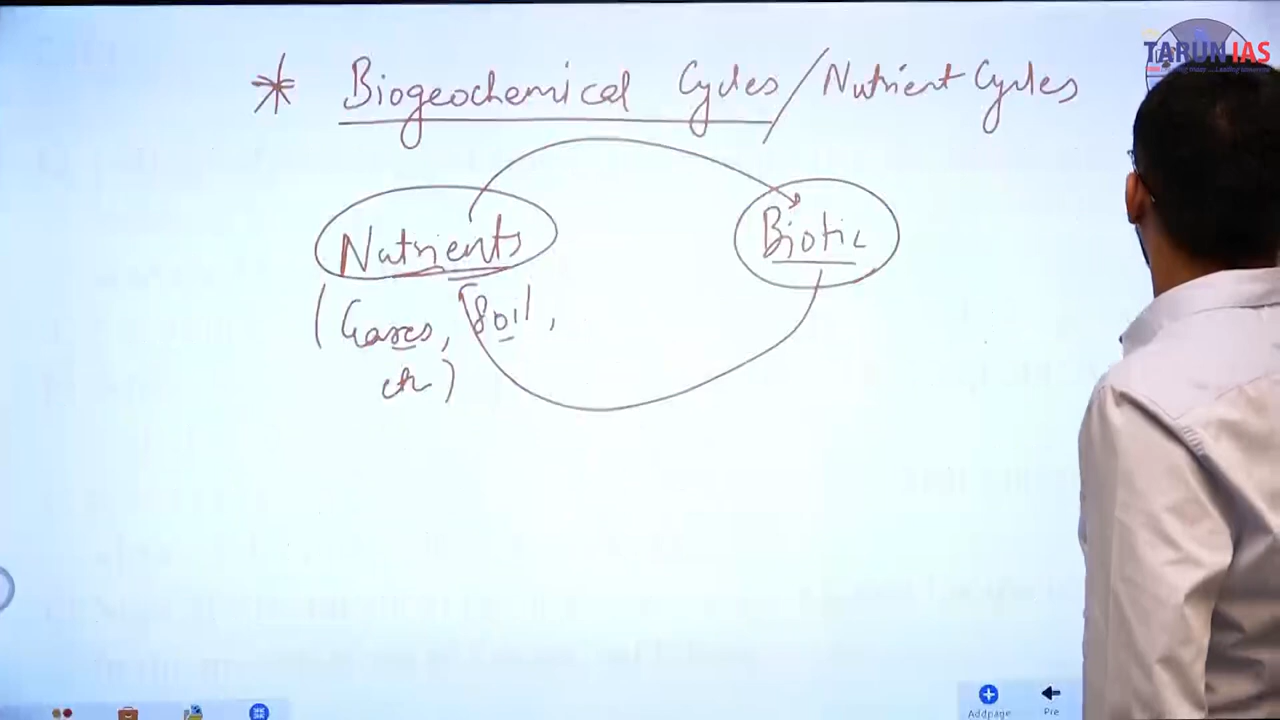 * Biogeochemical Cycles / Nutrient Cycles
Nutrients
Biotic
(Gases, Soil,
etc)
TARUN IAS
Addpage
Pre